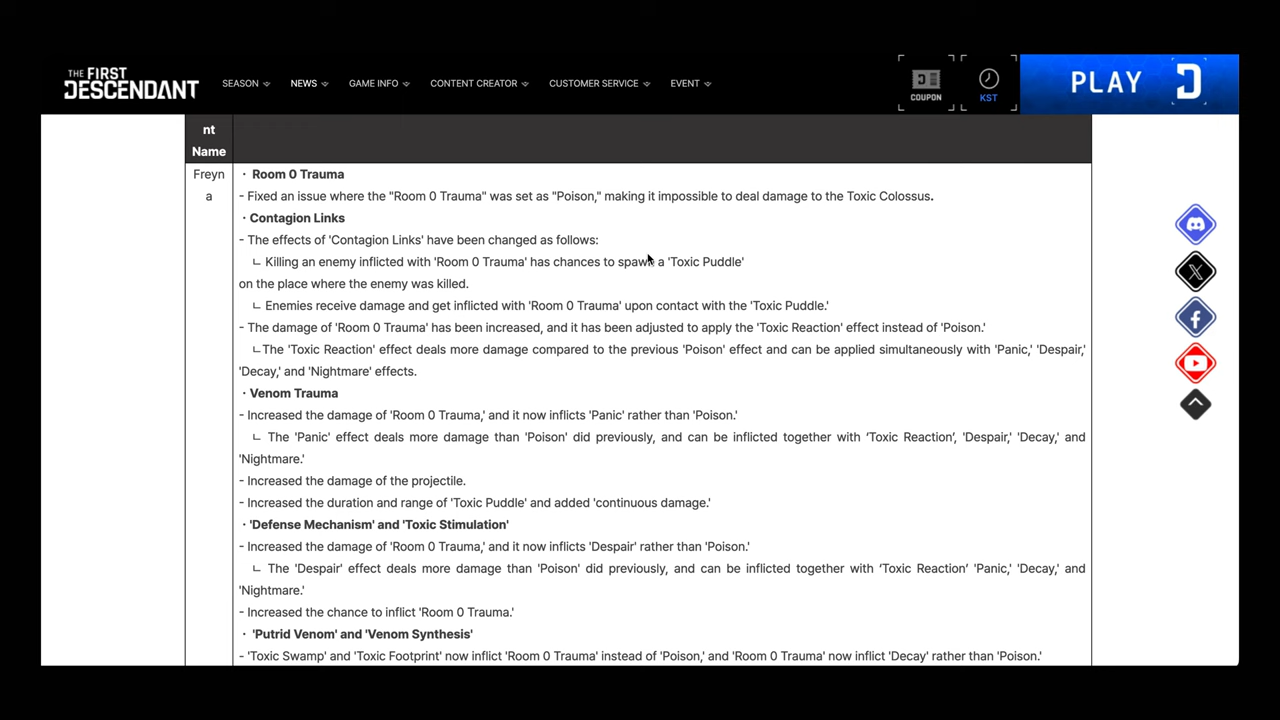 THE FIRST
DESCENDANT
SEASON NEWS GAME INFO CONTENT CREATOR CUSTOMER SERVICE EVENT
COUPON
KST
PLAY
nt
Name
Freyn
a
· Room 0 Trauma
- Fixed an issue where the "Room 0 Trauma" was set as "Poison," making it impossible to deal damage to the Toxic Colossus.
· Contagion Links
- The effects of 'Contagion Links' have been changed as follows:
ㄴ Killing an enemy inflicted with 'Room 0 Trauma' has chances to spawn a 'Toxic Puddle'
on the place where the enemy was killed.
ㄴ Enemies receive damage and get inflicted with 'Room 0 Trauma' upon contact with the 'Toxic Puddle.'
- The damage of 'Room 0 Trauma' has been increased, and it has been adjusted to apply the 'Toxic Reaction' effect instead of 'Poison.'
ㄴThe 'Toxic Reaction' effect deals more damage compared to the previous 'Poison' effect and can be applied simultaneously with 'Panic,' 'Despair,'
'Decay,' and 'Nightmare' effects.
· Venom Trauma
- Increased the damage of 'Room 0 Trauma,' and it now inflicts 'Panic' rather than 'Poison.'
ㄴ The 'Panic' effect deals more damage than 'Poison' did previously, and can be inflicted together with ‘Toxic Reaction’, 'Despair,' 'Decay,' and
'Nightmare.'
- Increased the damage of the projectile.
- Increased the duration and range of 'Toxic Puddle' and added 'continuous damage.'
· 'Defense Mechanism' and 'Toxic Stimulation'
- Increased the damage of 'Room 0 Trauma,' and it now inflicts 'Despair' rather than 'Poison.'
ㄴ The 'Despair' effect deals more damage than 'Poison' did previously, and can be inflicted together with ‘Toxic Reaction’ 'Panic,' 'Decay,' and
'Nightmare.'
- Increased the chance to inflict 'Room 0 Trauma.'
· 'Putrid Venom' and 'Venom Synthesis'
- 'Toxic Swamp' and 'Toxic Footprint' now inflict 'Room 0 Trauma' instead of 'Poison,' and 'Room 0 Trauma' now inflict 'Decay' rather than 'Poison.'